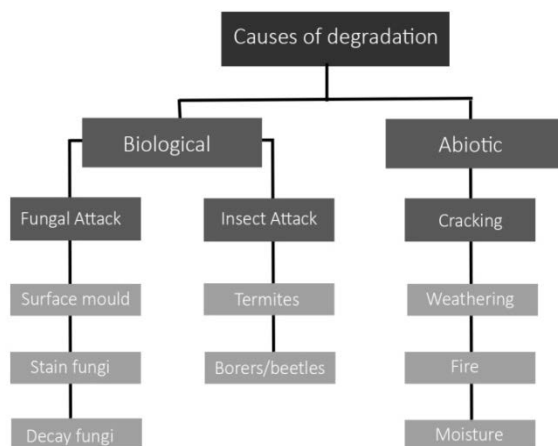 Causes of degradation
Biological
Abiotic
Fungal Attack
Insect Attack
Cracking
Surface mould
Termites
Weathering
Stain fungi
Borers/beetles
Fire
Decay fungi
Moisture